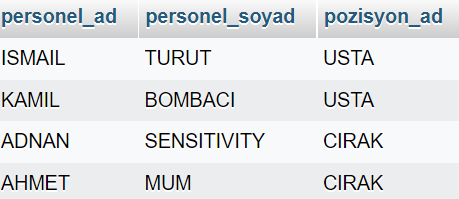 personel_ad personel_soyad pozisyon_ad
ISMAIL TURUT USTA
KAMIL BOMBACI USTA
ADNAN SENSITIVITY CIRAK
AHMET MUM CIRAK